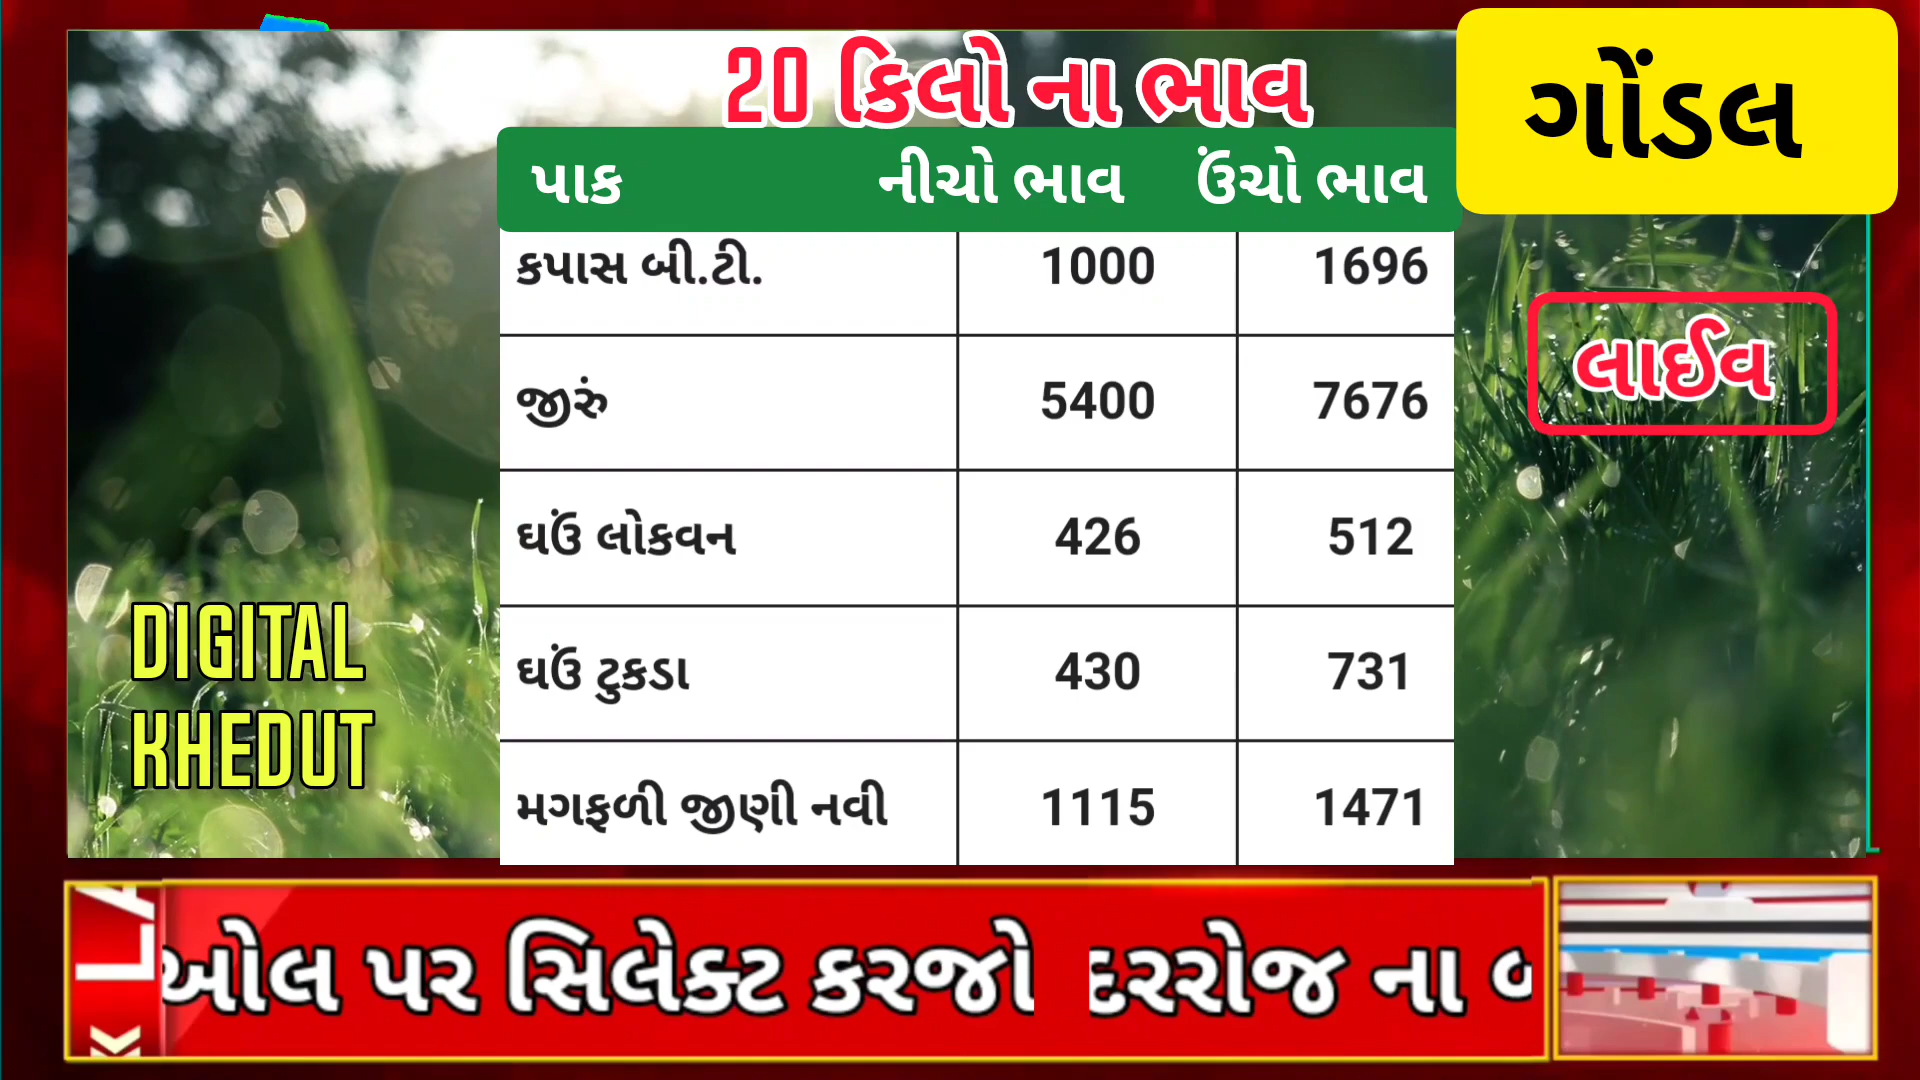 20 કિલો ના ભાવ
ગોંડલ
પાક નીચો ભાવ ઉંચો ભાવ
કપાસ બી.ટી. 1000 1696
જીરું 5400 7676
ઘઉં લોકવન 426 512
ઘઉં ટુકડા 430 731
મગફળી જીણી નવી 1115 1471
લાઈવ
DIGITAL
KHEDUT
ઓલ પર સિલેક્ટ કરજો દરરોજ ના